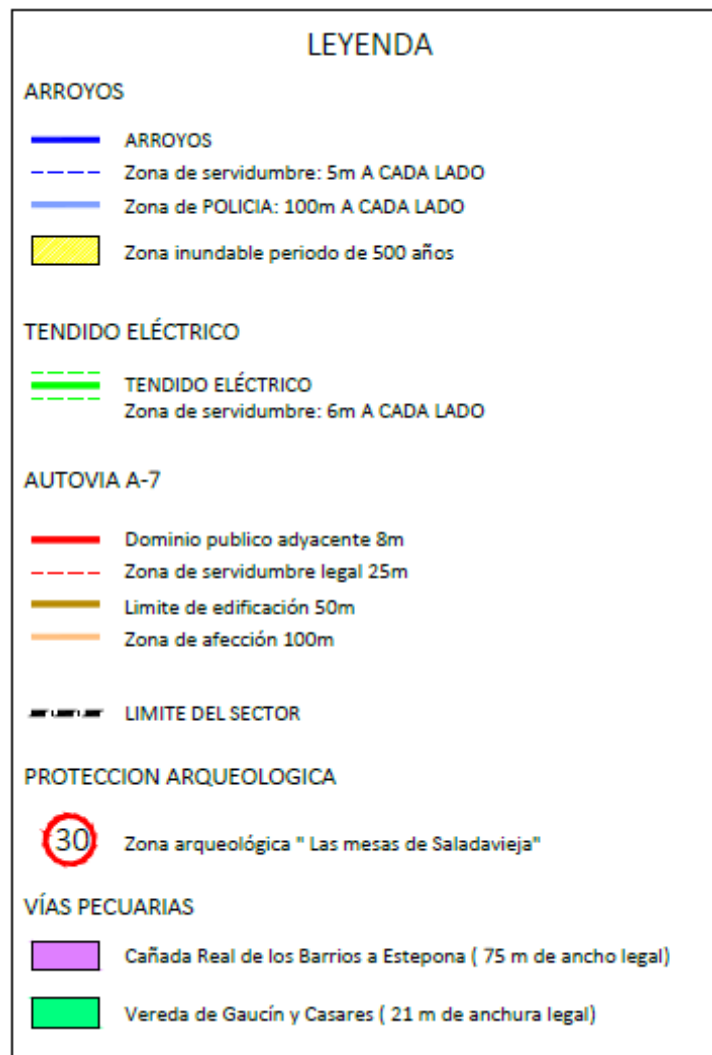 LEYENDA
ARROYOS
ARROYOS
Zona de servidumbre: 5m A CADA LADO
Zona de POLICIA: 100m A CADA LADO
Zona inundable periodo de 500 años
TENDIDO ELÉCTRICO
TENDIDO ELÉCTRICO
Zona de servidumbre: 6m A CADA LADO
AUTOVIA A-7
Dominio publico adyacente 8m
Zona de servidumbre legal 25m
Limite de edificación 50m
Zona de afección 100m
LIMITE DEL SECTOR
PROTECCION ARQUEOLOGICA
30 Zona arqueológica " Las mesas de Saladavieja"
VÍAS PECUARIAS
Cañada Real de los Barrios a Estepona ( 75 m de ancho legal)
Vereda de Gaucín y Casares ( 21 m de anchura legal)